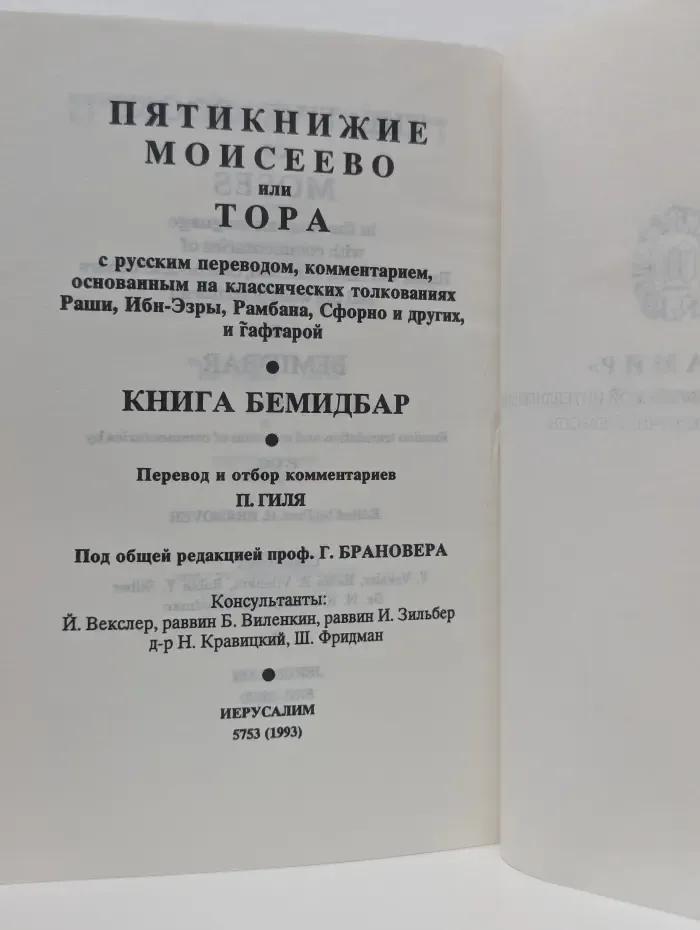 ПЯТИКНИЖИЕ
МОИСЕЕВО
или
ТОРА
с русским переводом, комментарием,
основанным на классических толкованиях
Раши, Ибн-Эзры, Рамбана, Сфорно и других,
и г̃афтарой
●
КНИГА БЕМИДБАР
●
Перевод и отбор комментариев
П. ГИЛЯ
Под общей редакцией проф. Г. БРАНОВЕРА
Консультанты:
Й. Векслер, раввин Б. Виленкин, раввин И. Зильбер
д-р Н. Кравицкий, Ш. Фридман
●
ИЕРУСАЛИМ
5753 (1993)